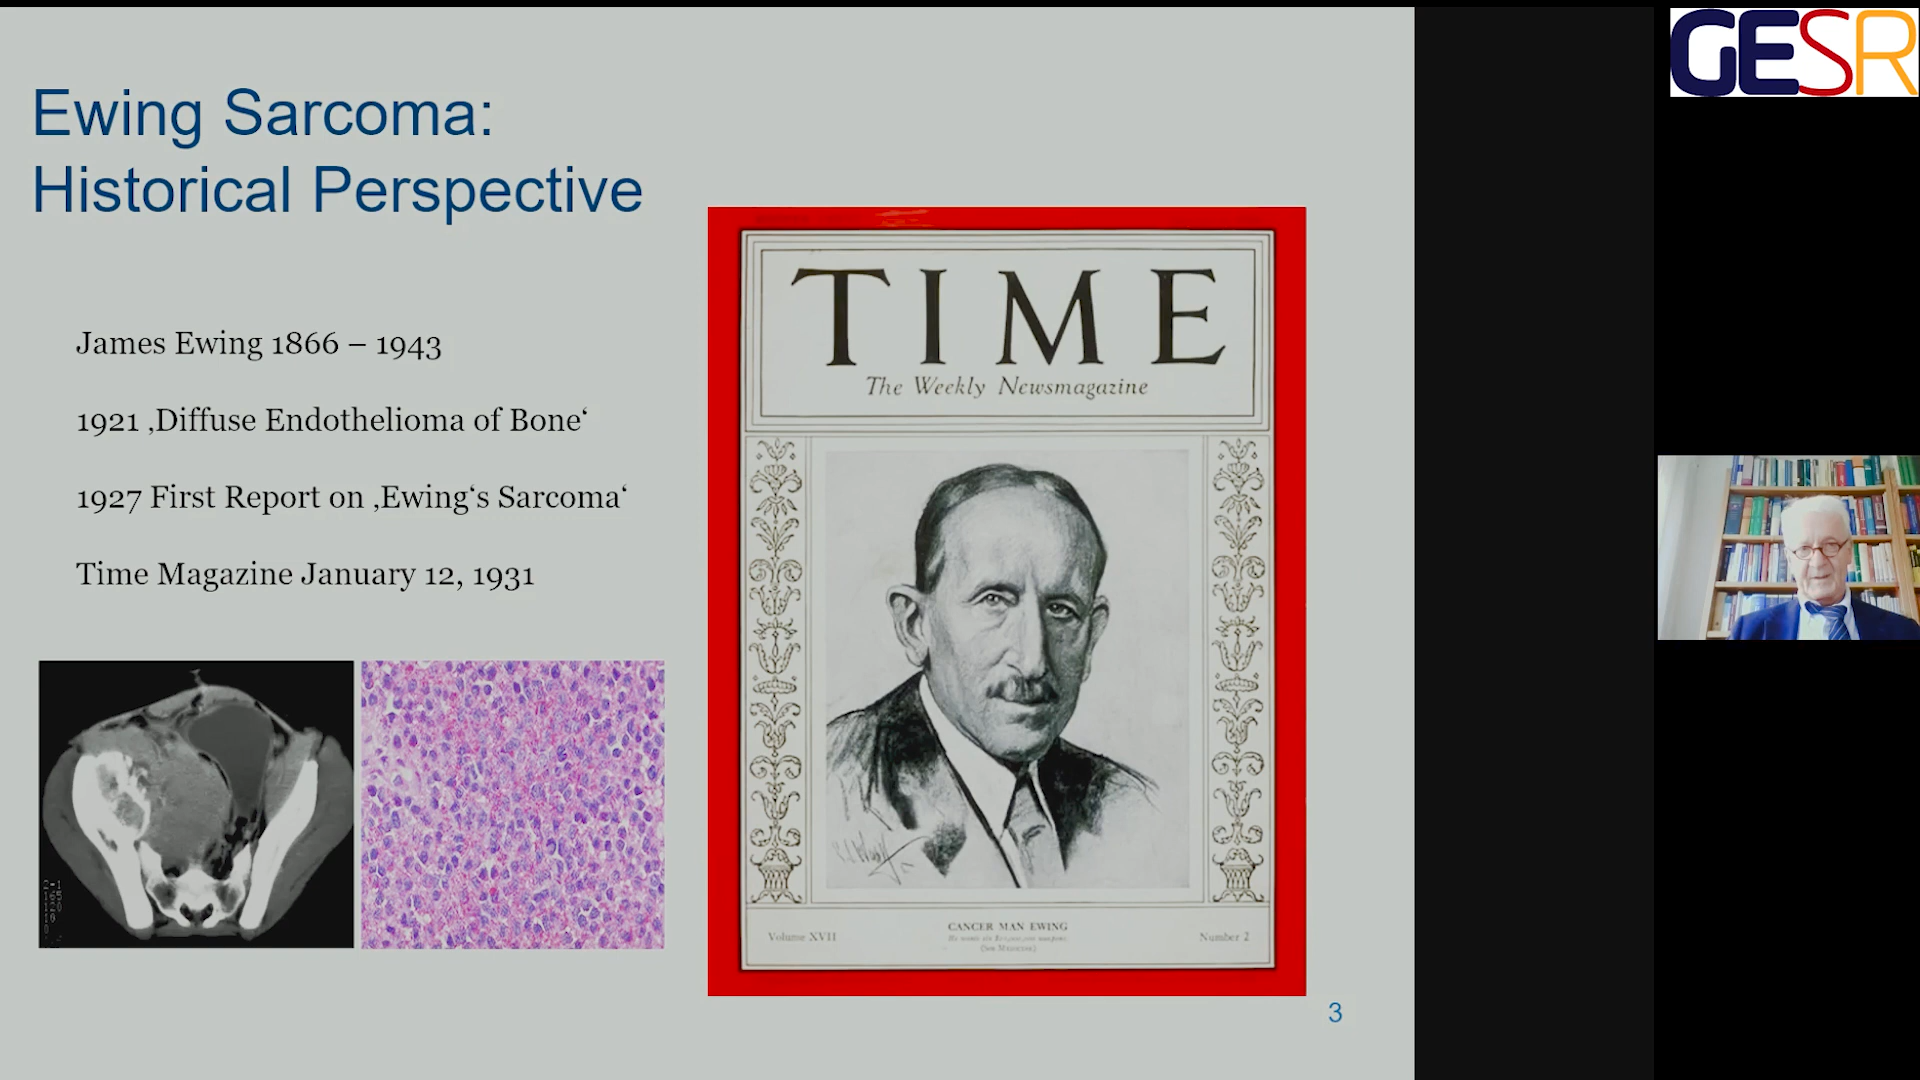 GESR
Ewing Sarcoma:
Historical Perspective
James Ewing 1866 – 1943
1921 ‚Diffuse Endothelioma of Bone‘
1927 First Report on ‚Ewing‘s Sarcoma‘
Time Magazine January 12, 1931
TIME
The Weekly Newsmagazine
Volume XVII
CANCER MAN EWING
Number 2
3